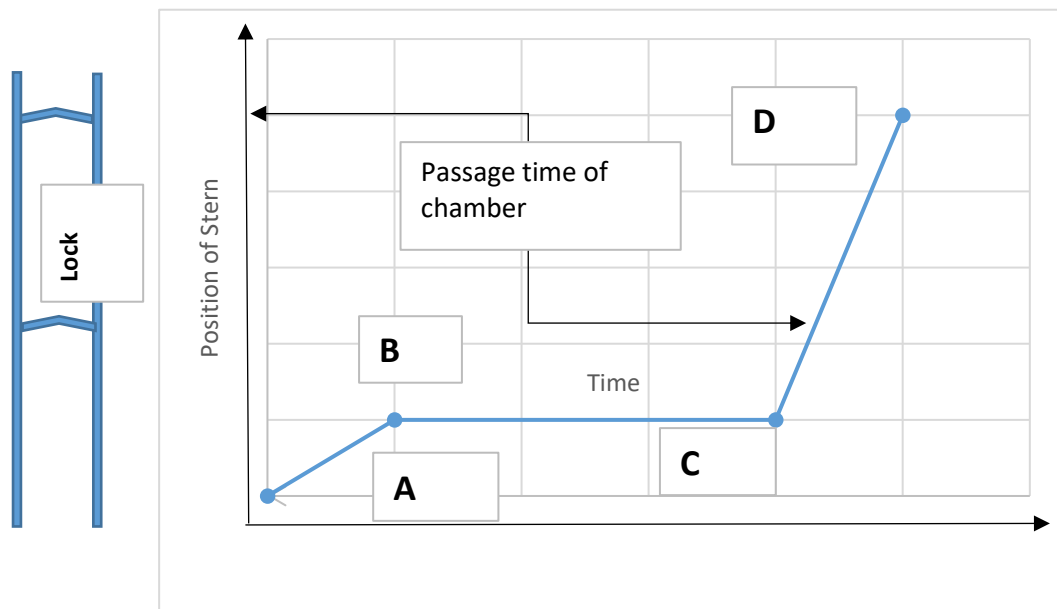 Lock
Position of Stern
D
Passage time of
chamber
B
Time
A
C